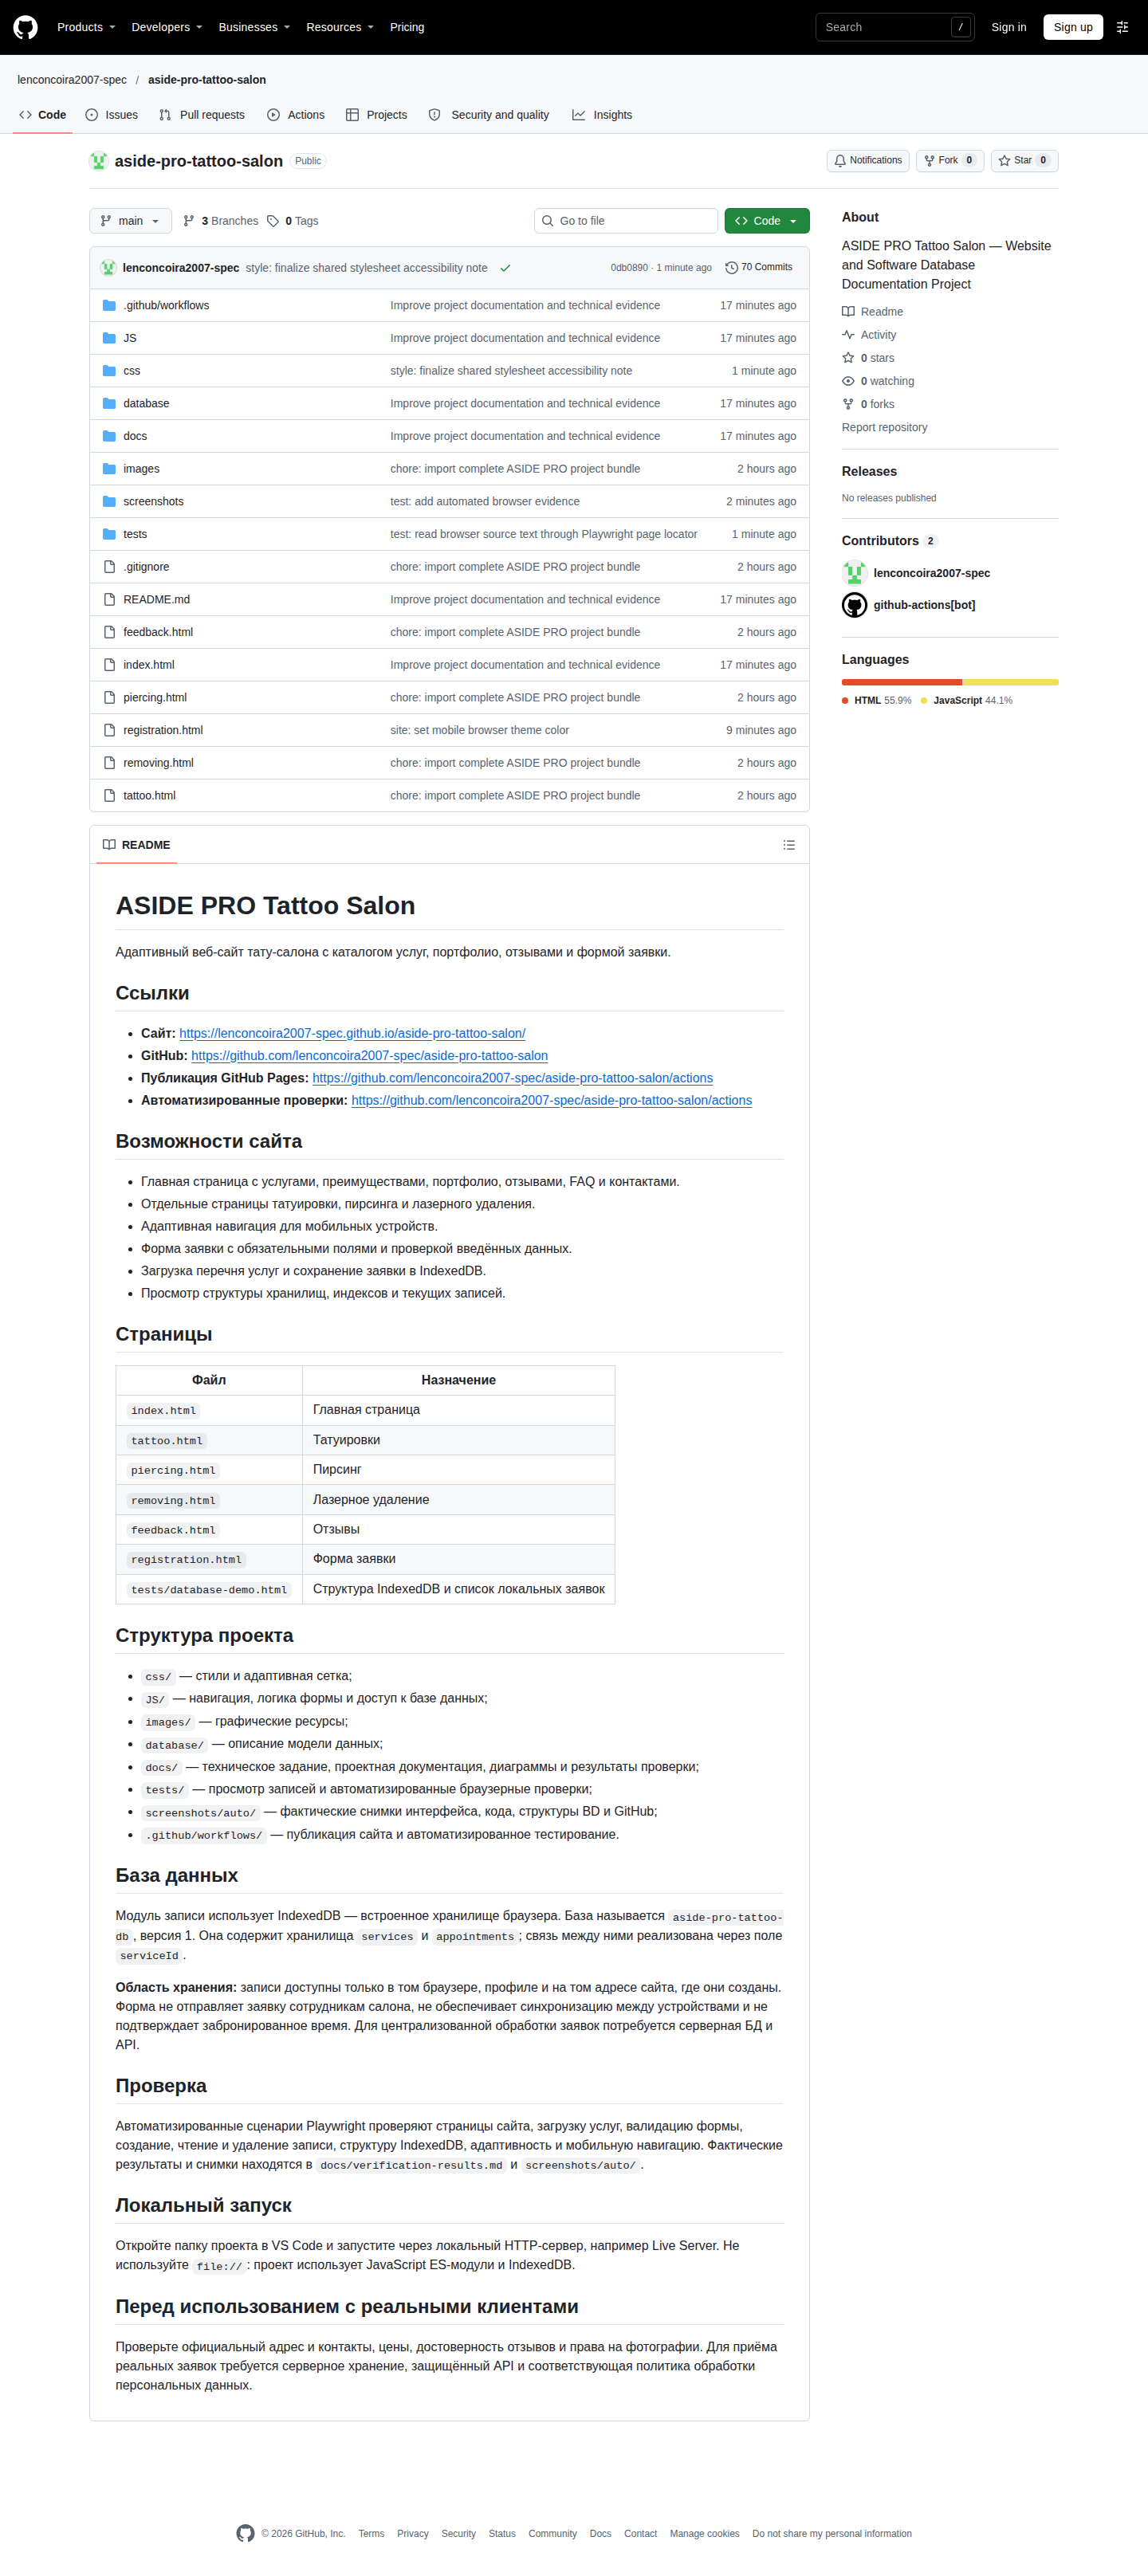 Products Developers Businesses Resources Pricing Search / Sign in Sign up
lenconcoira2007-spec / aside-pro-tattoo-salon
Code Issues Pull requests Actions Projects Security and quality Insights
aside-pro-tattoo-salon Public Notifications Fork 0 Star 0
main 3 Branches 0 Tags Go to file Code
lenconcoira2007-spec style: finalize shared stylesheet accessibility note 0db0890 · 1 minute ago 70 Commits
.github/workflows Improve project documentation and technical evidence 17 minutes ago
JS Improve project documentation and technical evidence 17 minutes ago
css style: finalize shared stylesheet accessibility note 1 minute ago
database Improve project documentation and technical evidence 17 minutes ago
docs Improve project documentation and technical evidence 17 minutes ago
images chore: import complete ASIDE PRO project bundle 2 hours ago
screenshots test: add automated browser evidence 2 minutes ago
tests test: read browser source text through Playwright page locator 1 minute ago
.gitignore chore: import complete ASIDE PRO project bundle 2 hours ago
README.md Improve project documentation and technical evidence 17 minutes ago
feedback.html chore: import complete ASIDE PRO project bundle 2 hours ago
index.html Improve project documentation and technical evidence 17 minutes ago
piercing.html chore: import complete ASIDE PRO project bundle 2 hours ago
registration.html site: set mobile browser theme color 9 minutes ago
removing.html chore: import complete ASIDE PRO project bundle 2 hours ago
tattoo.html chore: import complete ASIDE PRO project bundle 2 hours ago
About
ASIDE PRO Tattoo Salon — Website
and Software Database
Documentation Project
Readme
Activity
0 stars
0 watching
0 forks
Report repository
Releases
No releases published
Contributors 2
lenconcoira2007-spec
github-actions[bot]
Languages
HTML 55.9% JavaScript 44.1%
README
ASIDE PRO Tattoo Salon
Адаптивный веб-сайт тату-салона с каталогом услуг, портфолио, отзывами и формой заявки.
Ссылки
Сайт: https://lenconcoira2007-spec.github.io/aside-pro-tattoo-salon/
GitHub: https://github.com/lenconcoira2007-spec/aside-pro-tattoo-salon
Публикация GitHub Pages: https://github.com/lenconcoira2007-spec/aside-pro-tattoo-salon/actions
Автоматизированные проверки: https://github.com/lenconcoira2007-spec/aside-pro-tattoo-salon/actions
Возможности сайта
Главная страница с услугами, преимуществами, портфолио, отзывами, FAQ и контактами.
Отдельные страницы татуировки, пирсинга и лазерного удаления.
Адаптивная навигация для мобильных устройств.
Форма заявки с обязательными полями и проверкой введённых данных.
Загрузка перечня услуг и сохранение заявки в IndexedDB.
Просмотр структуры хранилищ, индексов и текущих записей.
Страницы
Файл Назначение
index.html Главная страница
tattoo.html Татуировки
piercing.html Пирсинг
removing.html Лазерное удаление
feedback.html Отзывы
registration.html Форма заявки
tests/database-demo.html Структура IndexedDB и список локальных заявок
Структура проекта
css/ — стили и адаптивная сетка;
JS/ — навигация, логика формы и доступ к базе данных;
images/ — графические ресурсы;
database/ — описание модели данных;
docs/ — техническое задание, проектная документация, диаграммы и результаты проверки;
tests/ — просмотр записей и автоматизированные браузерные проверки;
screenshots/auto/ — фактические снимки интерфейса, кода, структуры BD и GitHub;
.github/workflows/ — публикация сайта и автоматизированное тестирование.
База данных
Модуль записи использует IndexedDB — встроенное хранилище браузера. База называется aside-pro-tattoo-
db, версия 1. Она содержит хранилища services и appointments; связь между ними реализована через поле
serviceId.
Область хранения: записи доступны только в том браузере, профиле и на том адресе сайта, где они созданы.
Форма не отправляет заявку сотрудникам салона, не обеспечивает синхронизацию между устройствами и не
подтверждает забронированное время. Для централизованной обработки заявок потребуется серверная БД и
API.
Проверка
Автоматизированные сценарии Playwright проверяют страницы сайта, загрузку услуг, валидацию формы,
создание, чтение и удаление записи, структуру IndexedDB, адаптивность и мобильную навигацию. Фактические
результаты и снимки находятся в docs/verification-results.md и screenshots/auto/.
Локальный запуск
Откройте папку проекта в VS Code и запустите через локальный HTTP-сервер, например Live Server. Не
используйте file://: проект использует JavaScript ES-модули и IndexedDB.
Перед использованием с реальными клиентами
Проверьте официальный адрес и контакты, цены, достоверность отзывов и права на фотографии. Для приёма
реальных заявок требуется серверное хранение, защищённый API и соответствующая политика обработки
персональных данных.
© 2026 GitHub, Inc. Terms Privacy Security Status Community Docs Contact Manage cookies Do not share my personal information